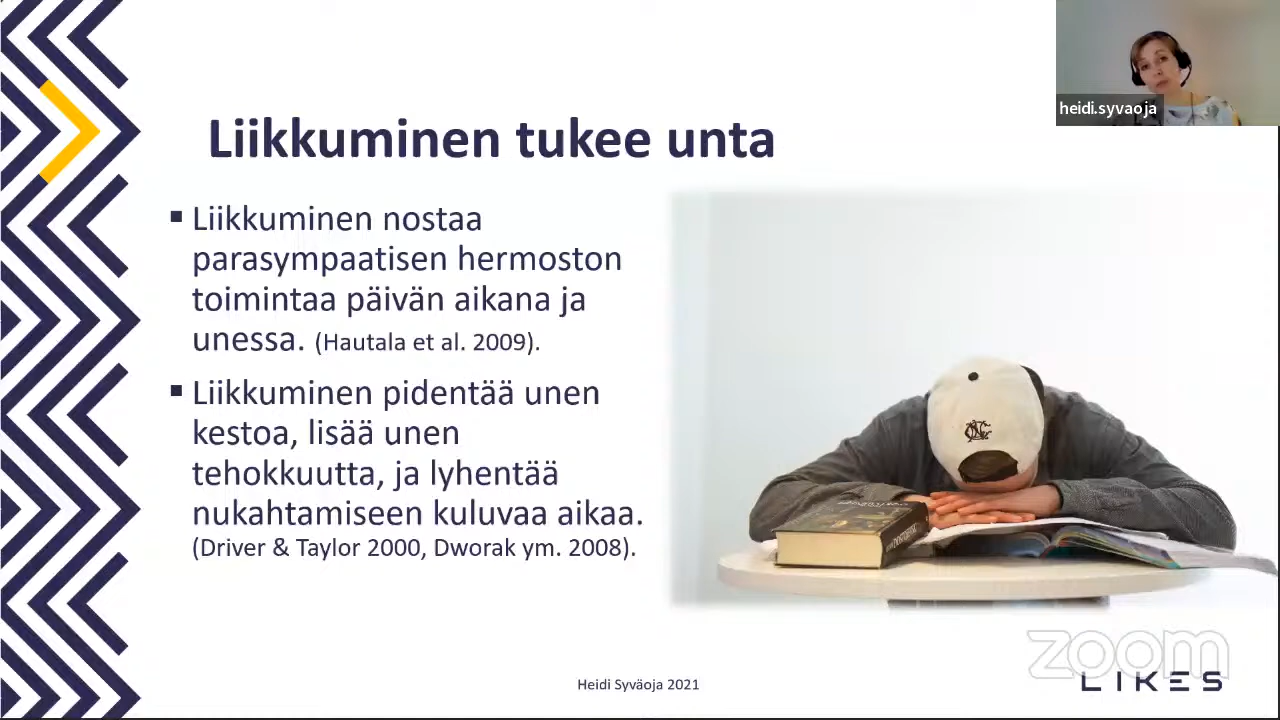 heidi.syvaoja
Liikkuminen tukee unta
▪ Liikkuminen nostaa
parasympaatisen hermoston
toimintaa päivän aikana ja
unessa. (Hautala et al. 2009).
▪ Liikkuminen pidentää unen
kestoa, lisää unen
tehokkuutta, ja lyhentää
nukahtamiseen kuluvaa aikaa.
(Driver & Taylor 2000, Dworak ym. 2008).
zoom
LIKES
Heidi Syväoja 2021